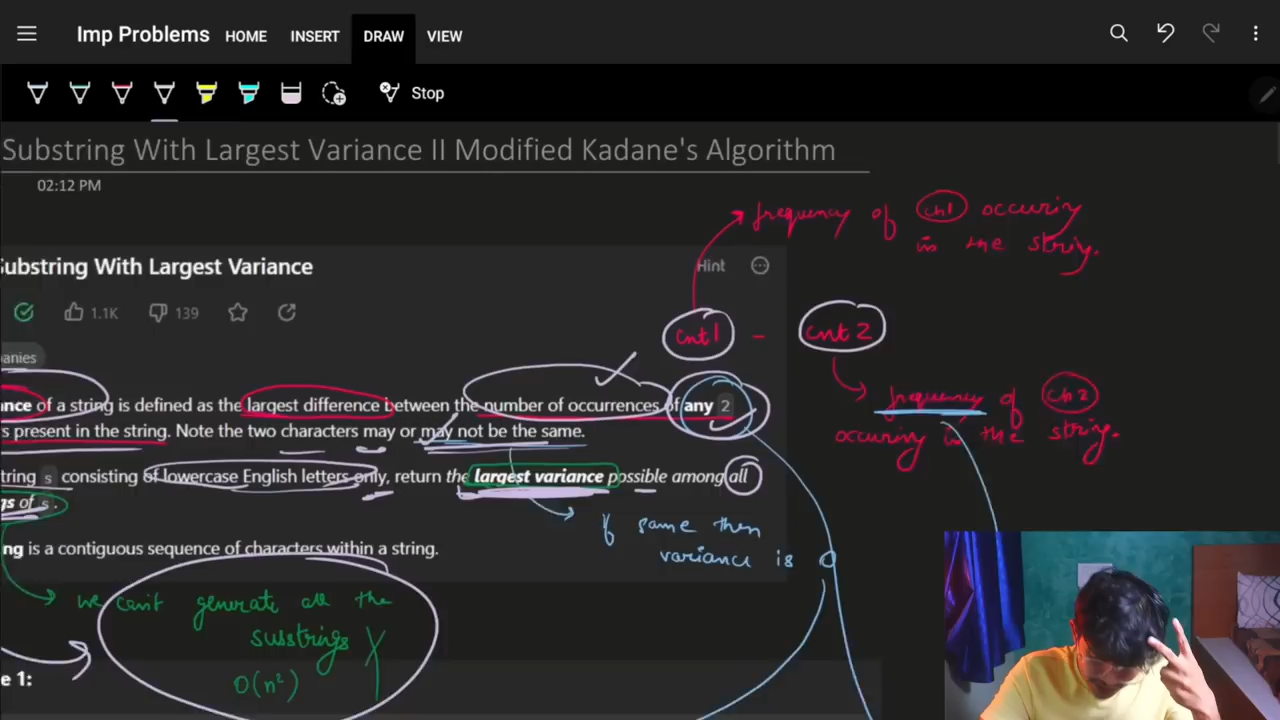 Imp Problems HOME INSERT DRAW VIEW
Stop
Substring With Largest Variance II Modified Kadane's Algorithm
02:12 PM
frequency of ch1 occuriy
in the striy.
Substring With Largest Variance
Hint
1.1K 139
cnt1 - cnt2
anies
ance of a string is defined as the largest difference between the number of occurrences of any 2
frequency of ch2
s present in the string. Note the two characters may or may not be the same.
occuring in the striy.
tring s consisting of lowercase English letters only, return the largest variance possible among all
gs of s.
If same then
variance is 0
ng is a contiguous sequence of characters within a string.
we can't generate all the
susstrings X
O(n²)
e 1: